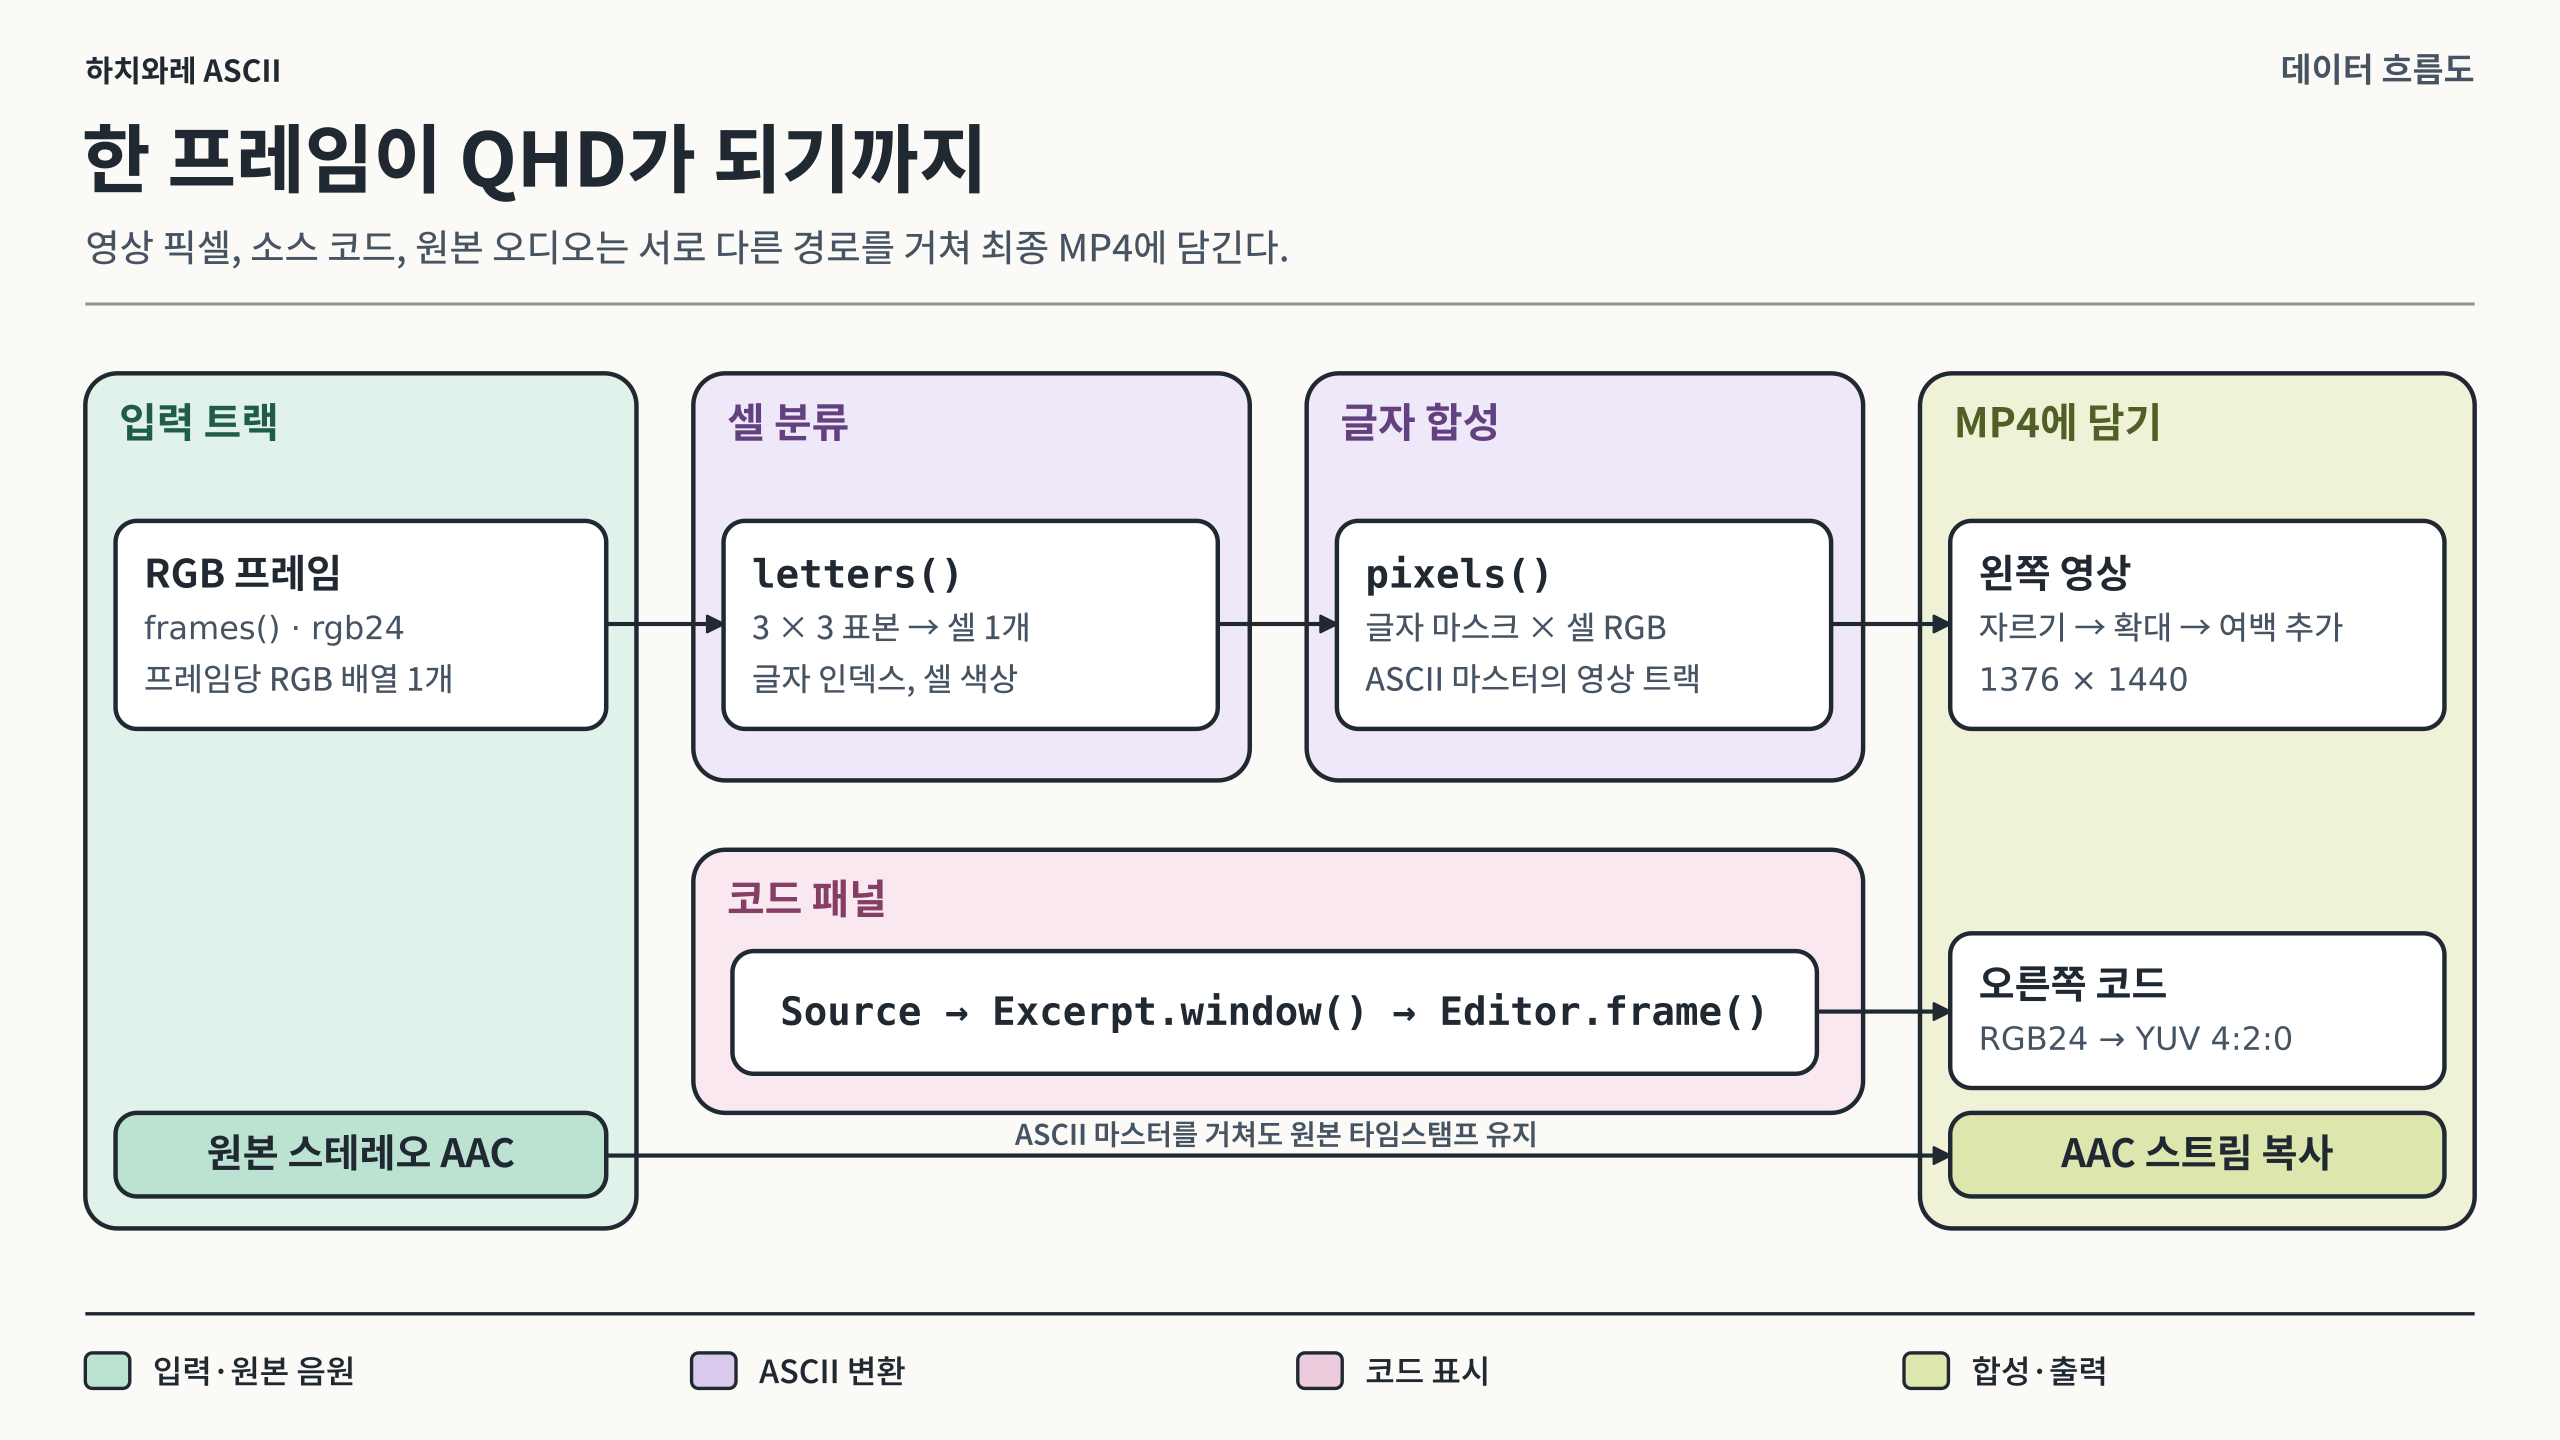 하치와레 ASCII
데이터 흐름도
한 프레임이 QHD가 되기까지
영상 픽셀, 소스 코드, 원본 오디오는 서로 다른 경로를 거쳐 최종 MP4에 담긴다.
입력 트랙
RGB 프레임
frames() · rgb24
프레임당 RGB 배열 1개
원본 스테레오 AAC
셀 분류
letters()
3 × 3 표본 → 셀 1개
글자 인덱스, 셀 색상
글자 합성
pixels()
글자 마스크 × 셀 RGB
ASCII 마스터의 영상 트랙
코드 패널
Source → Excerpt.window() → Editor.frame()
ASCII 마스터를 거쳐도 원본 타임스탬프 유지
MP4에 담기
왼쪽 영상
자르기 → 확대 → 여백 추가
1376 × 1440
오른쪽 코드
RGB24 → YUV 4:2:0
AAC 스트림 복사
입력·원본 음원
ASCII 변환
코드 표시
합성·출력